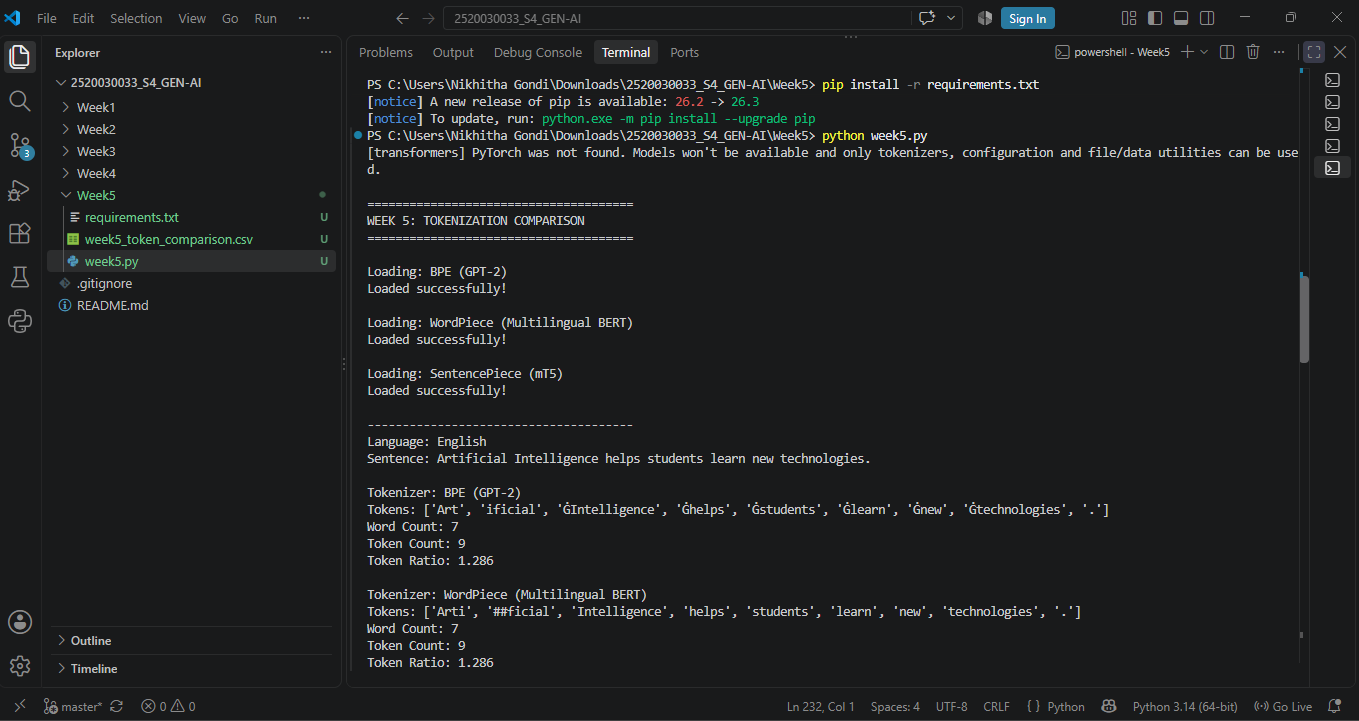 File Edit Selection View Go Run ··· 2520030033_S4_GEN-AI Sign In
Explorer ···
2520030033_S4_GEN-AI
Week1
Week2
Week3
Week4
Week5
requirements.txt U
week5_token_comparison.csv U
week5.py U
.gitignore
README.md
Outline
Timeline
3
Problems Output Debug Console Terminal Ports powershell - Week5 ···
PS C:\Users\Nikhitha Gondi\Downloads\2520030033_S4_GEN-AI\Week5> pip install -r requirements.txt
[notice] A new release of pip is available: 26.2 -> 26.3
[notice] To update, run: python.exe -m pip install --upgrade pip
PS C:\Users\Nikhitha Gondi\Downloads\2520030033_S4_GEN-AI\Week5> python week5.py
[transformers] PyTorch was not found. Models won't be available and only tokenizers, configuration and file/data utilities can be use
d.
======================================
WEEK 5: TOKENIZATION COMPARISON
======================================
Loading: BPE (GPT-2)
Loaded successfully!
Loading: WordPiece (Multilingual BERT)
Loaded successfully!
Loading: SentencePiece (mT5)
Loaded successfully!
--------------------------------------
Language: English
Sentence: Artificial Intelligence helps students learn new technologies.
Tokenizer: BPE (GPT-2)
Tokens: ['Art', 'ificial', 'ĠIntelligence', 'Ġhelps', 'Ġstudents', 'Ġlearn', 'Ġnew', 'Ġtechnologies', '.']
Word Count: 7
Token Count: 9
Token Ratio: 1.286
Tokenizer: WordPiece (Multilingual BERT)
Tokens: ['Arti', '##ficial', 'Intelligence', 'helps', 'students', 'learn', 'new', 'technologies', '.']
Word Count: 7
Token Count: 9
Token Ratio: 1.286
master* 0 0 Ln 232, Col 1 Spaces: 4 UTF-8 CRLF { } Python Python 3.14 (64-bit) Go Live